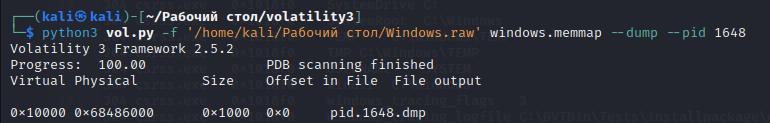 ┌──(kali㉿kali)-[~/Рабочий стол/volatility3]
└─$ python3 vol.py -f '/home/kali/Рабочий стол/Windows.raw' windows.memmap --dump --pid 1648
Volatility 3 Framework 2.5.2
Progress:  100.00               PDB scanning finished
Virtual Physical        Size    Offset in File  File output

0×10000 0×68486000      0×1000  0×0     pid.1648.dmp